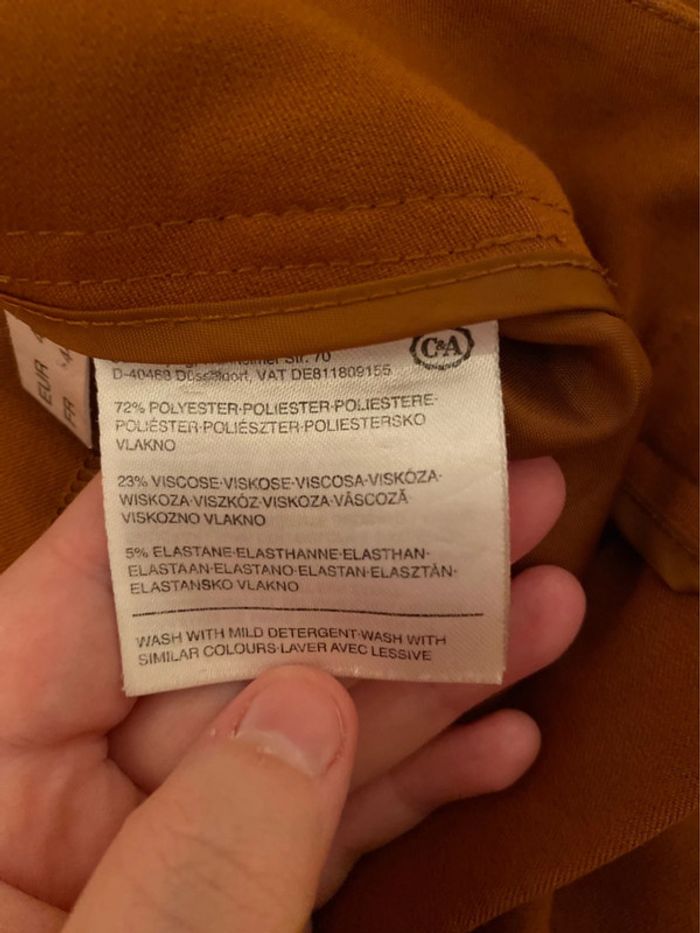 EUR
FR
Str. 70
C&A
D-40468 Düsseldorf, VAT DE811809155
72% POLYESTER·POLIESTER·POLIESTERE·
POLIÉSTER·POLIÉSZTER·POLIESTERSKO
VLAKNO
23% VISCOSE·VISKOSE·VISCOSA·VISKÓZA·
WISKOZA·VISZKÓZ·VISKOZA·VÂSCOZĂ
VISKOZNO VLAKNO
5% ELASTANE·ELASTHANNE·ELASTHAN·
ELASTAAN·ELASTANO·ELASTAN·ELASZTÁN·
ELASTANSKO VLAKNO
WASH WITH MILD DETERGENT·WASH WITH
SIMILAR COLOURS·LAVER AVEC LESSIVE